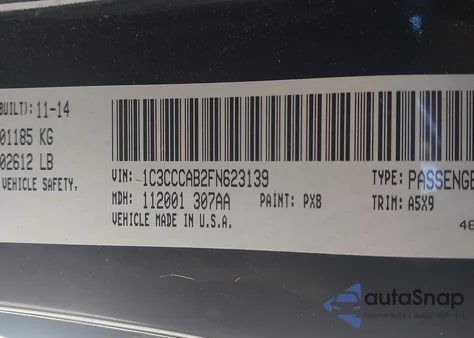 BUILT): 11-14
01185 KG
02612 LB
VEHICLE SAFETY,
VIN: 1C3CCCAB2FN623139
TYPE: PASSENGE
MDH: 112001 307AA
PAINT: PX8
TRIM: A5X9
VEHICLE MADE IN U.S.A.
46
autoSnap